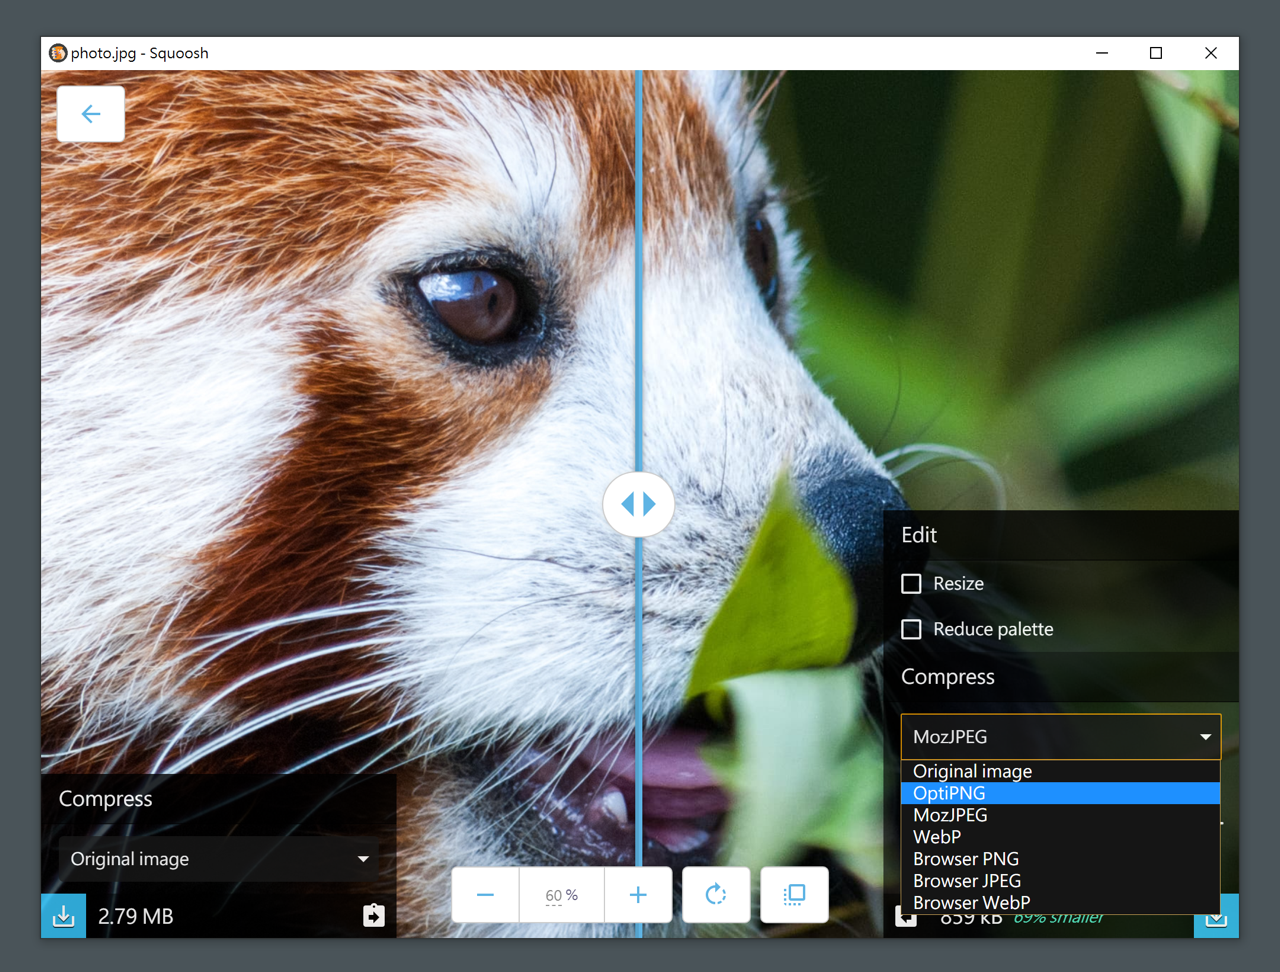 photo.jpg - Squoosh
Edit
Resize
Reduce palette
Compress
MozJPEG
Original image
OptiPNG
MozJPEG
WebP
Browser PNG
Browser JPEG
Browser WebP
859 kB 69% smaller
Compress
Original image
2.79 MB
60 %